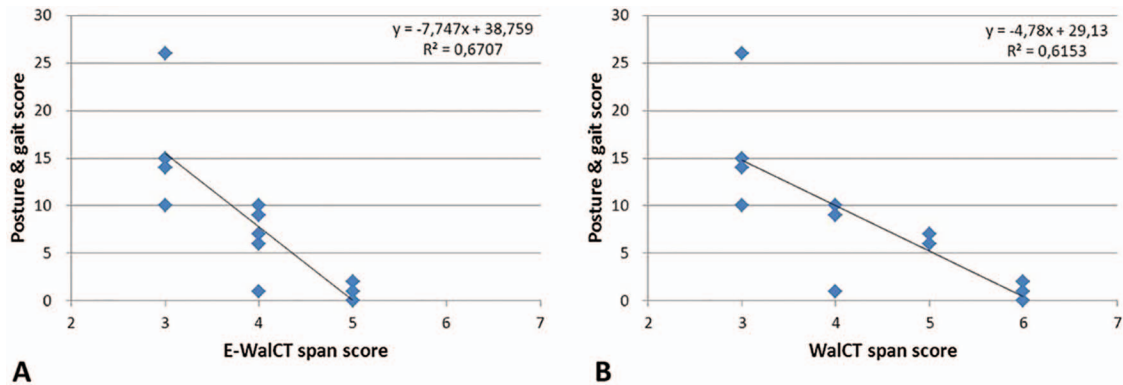 30
25
20
15
10
5
0
Posture & gait score
y = -7,747x + 38,759
R² = 0,6707
2 3 4 5 6 7
E-WalCT span score
A
30
25
20
15
10
5
0
Posture & gait score
y = -4,78x + 29,13
R² = 0,6153
2 3 4 5 6 7
WalCT span score
B